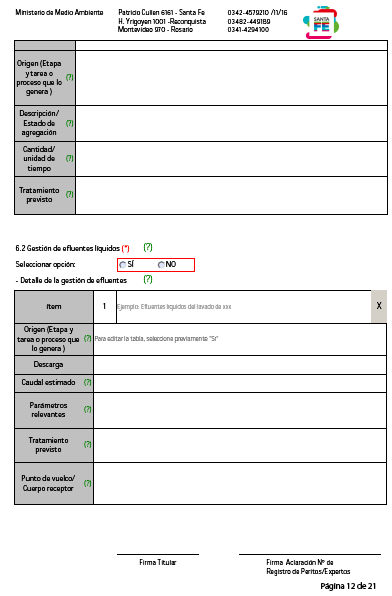 Ministerio de Medio Ambiente
Patricio Cullen 6161 - Santa Fe
H. Yrigoyen 1001 -Reconquista
Montevideo 970 - Rosario
0342-4579210 /11/16
03482-449189
0341-4294100
SANTA
FE
Origen (Etapa
y tarea o
proceso que lo
genera )
(?)
Descripción/
Estado de
agregación
(?)
Cantidad/
unidad de
tiempo
(?)
Tratamiento
previsto
(?)
6.2 Gestión de efluentes líquidos (*) (?)
Seleccionar opción: SÍ NO
- Detalle de la gestión de efluentes (?)
Item 1 Ejemplo: Efluentes líquidos del lavado de xxx X
Origen (Etapa y
tarea o proceso que
lo genera )
(?) Para editar la tabla, seleccione previamente "Sí"
Descarga
Caudal estimado (?)
Parámetros
relevantes
(?)
Tratamiento
previsto
(?)
Punto de vuelco/
Cuerpo receptor
(?)
Firma Titular
Firma Aclaración Nº de
Registro de Peritos/Expertos
Página 12 de 21